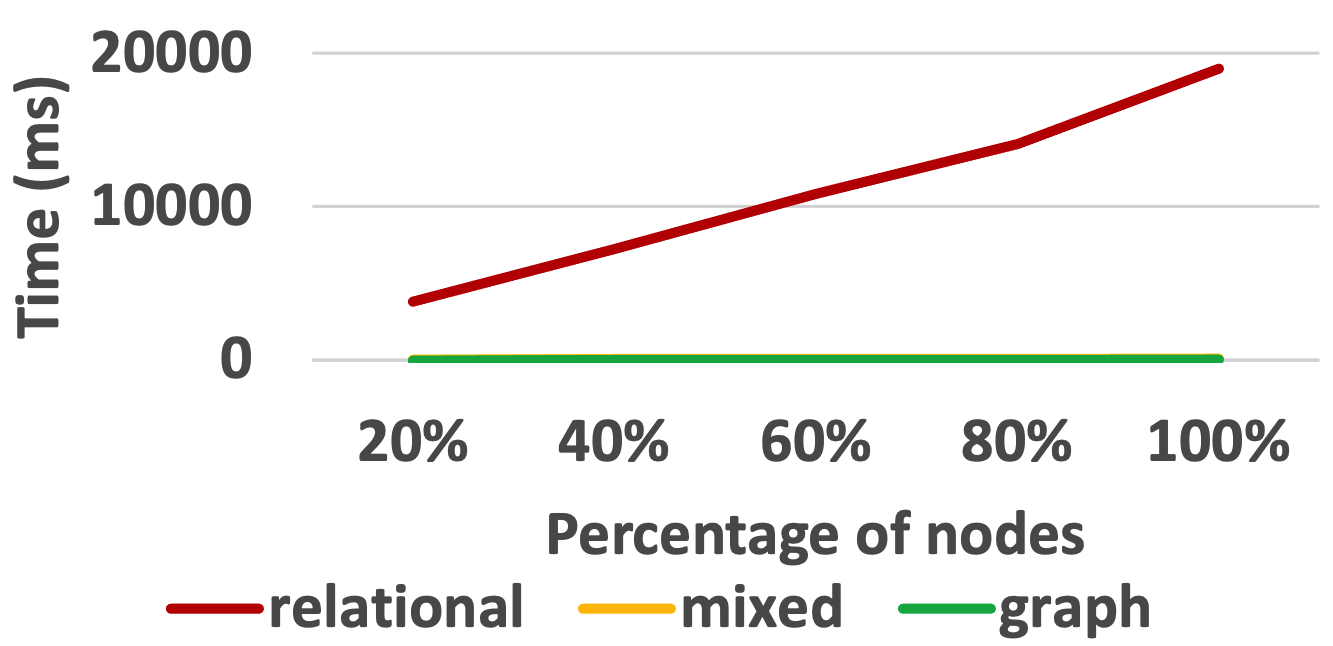 Time (ms)
20000
10000
0
20% 40% 60% 80% 100%
Percentage of nodes
relational mixed graph